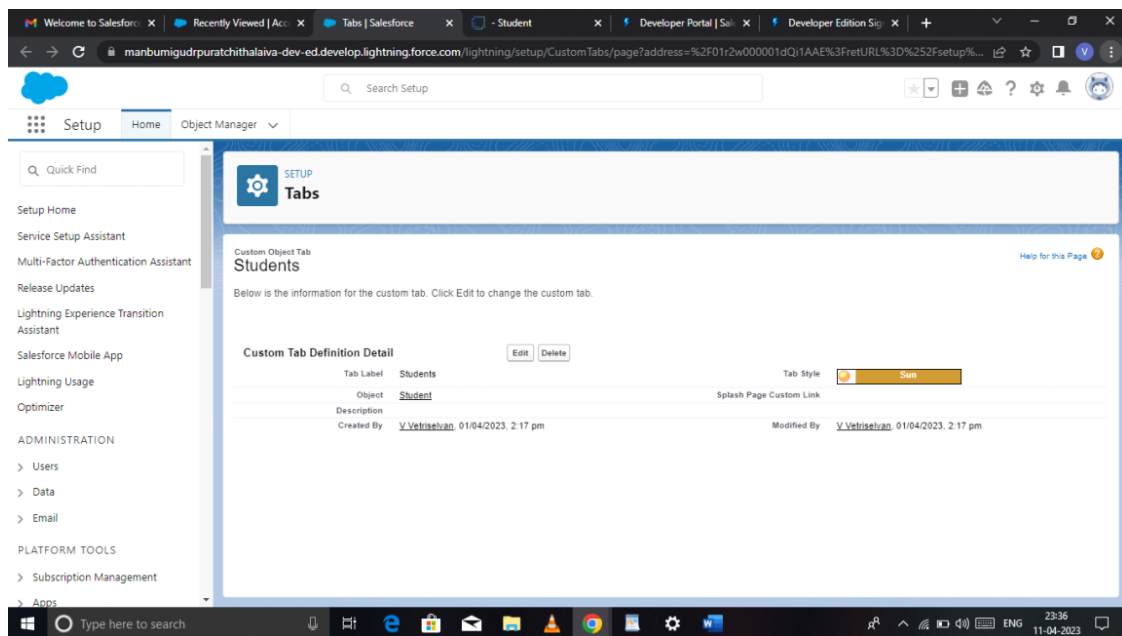 Welcome to Salesforc
Recently Viewed | Acc
Tabs | Salesforce
- Student
Developer Portal | Sal
Developer Edition Sig
manbumigudrpuratchithalaiva-dev-ed.develop.lightning.force.com/lightning/setup/CustomTabs/page?address=%2F01r2w000001dQi1AAE%3FretURL%3D%252Fsetup%...
V
Search Setup
Setup
Home
Object Manager
Quick Find
Setup Home
Service Setup Assistant
Multi-Factor Authentication Assistant
Release Updates
Lightning Experience Transition
Assistant
Salesforce Mobile App
Lightning Usage
Optimizer
ADMINISTRATION
Users
Data
Email
PLATFORM TOOLS
Subscription Management
Apps
SETUP
Tabs
Custom Object Tab
Students
Help for this Page
Below is the information for the custom tab. Click Edit to change the custom tab.
Custom Tab Definition Detail
Edit
Delete
Tab Label Students
Tab Style Sun
Object Student
Splash Page Custom Link
Description
Created By V Vetriselvan, 01/04/2023, 2:17 pm
Modified By V Vetriselvan, 01/04/2023, 2:17 pm
Type here to search
ENG
23:36
11-04-2023